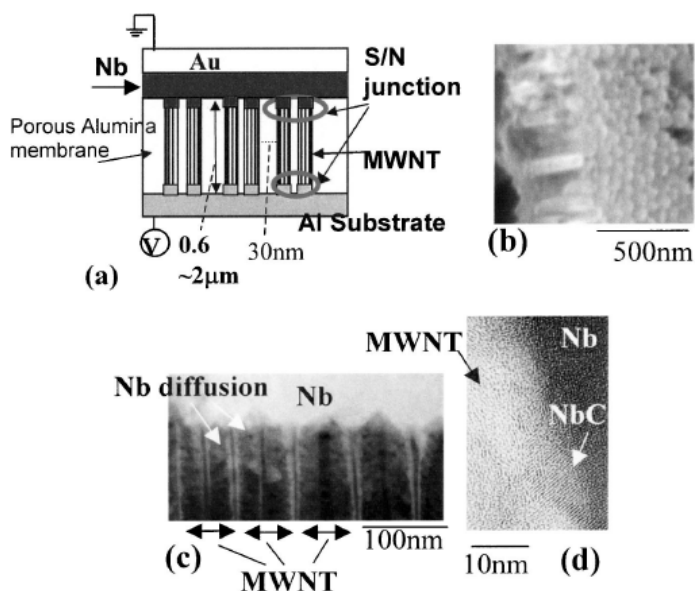 Au
S/N
junction
Nb
Porous Alumina
membrane
MWNT
Al Substrate
V
0.6
~2μm
30nm
(a)
(b)
500nm
Nb diffusion
Nb
100nm
(c)
MWNT
MWNT
Nb
NbC
10nm
(d)